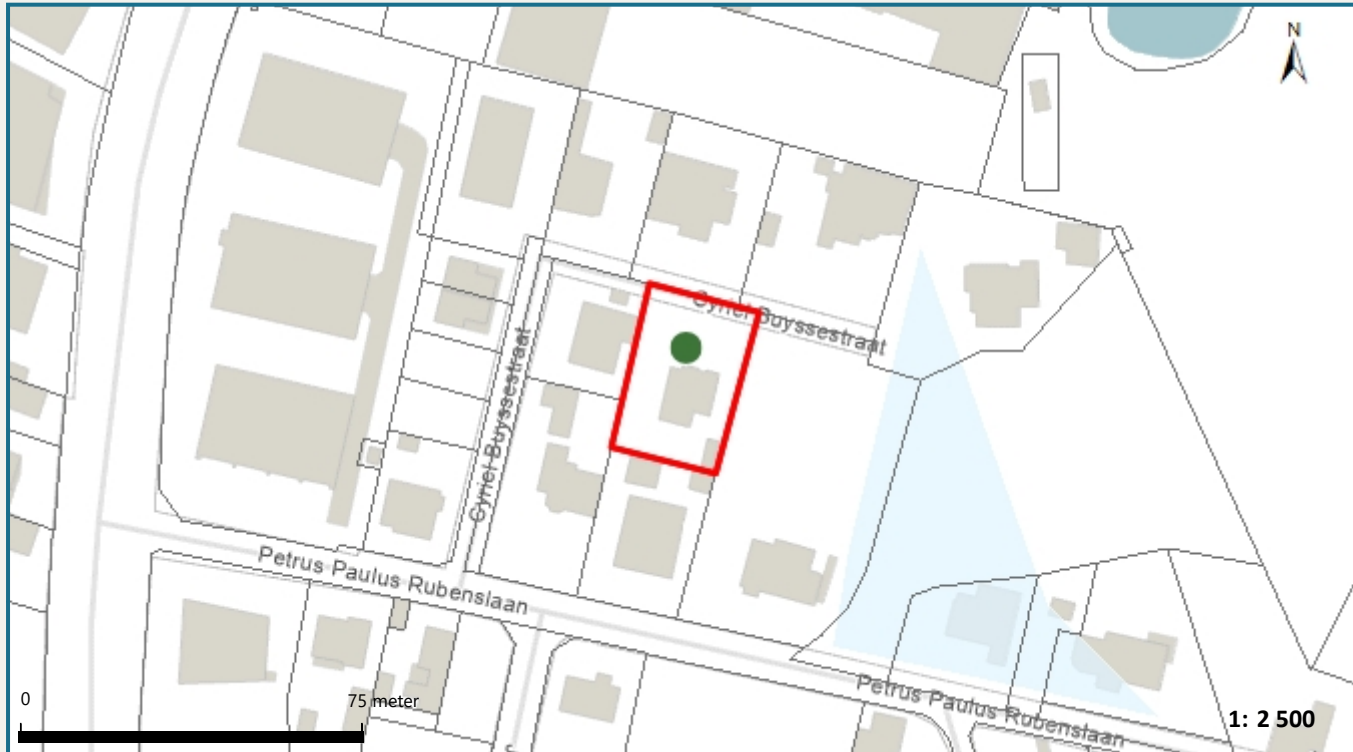 N
Cyriel Buyssestraat
Cyriel Buyssestraat
Petrus Paulus Rubenslaan
Petrus Paulus Rubenslaan
0
75 meter
1: 2 500